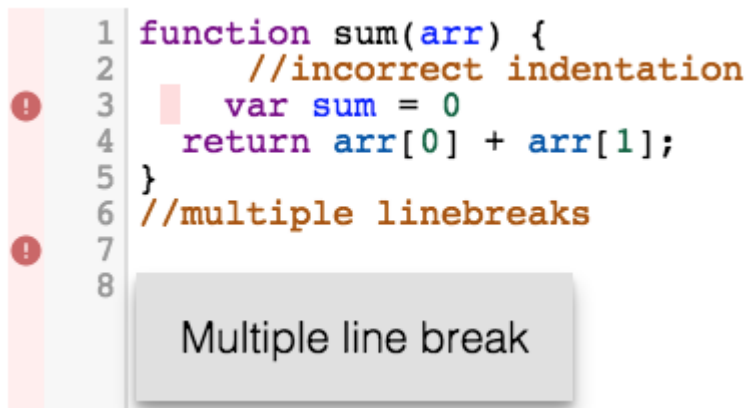 1 function sum(arr) {
2 //incorrect indentation
3 var sum = 0
4 return arr[0] + arr[1];
5 }
6 //multiple linebreaks
7
8
Multiple line break